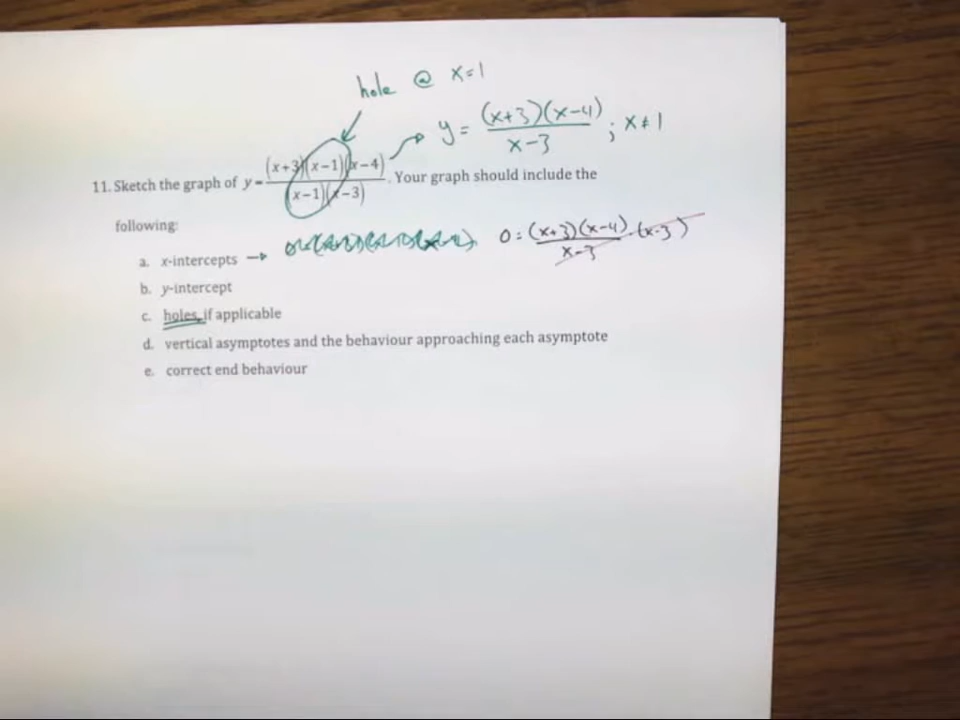 hole @ x=1
y = (x+3)(x-4) / x-3 ; x≠1
11. Sketch the graph of y = (x+3)(x-1)(x-4) / (x-1)(x-3). Your graph should include the
following:
a. x-intercepts → 0 = (x+3)(x-4) / x-3 · (x-3)
b. y-intercept
c. holes, if applicable
d. vertical asymptotes and the behaviour approaching each asymptote
e. correct end behaviour